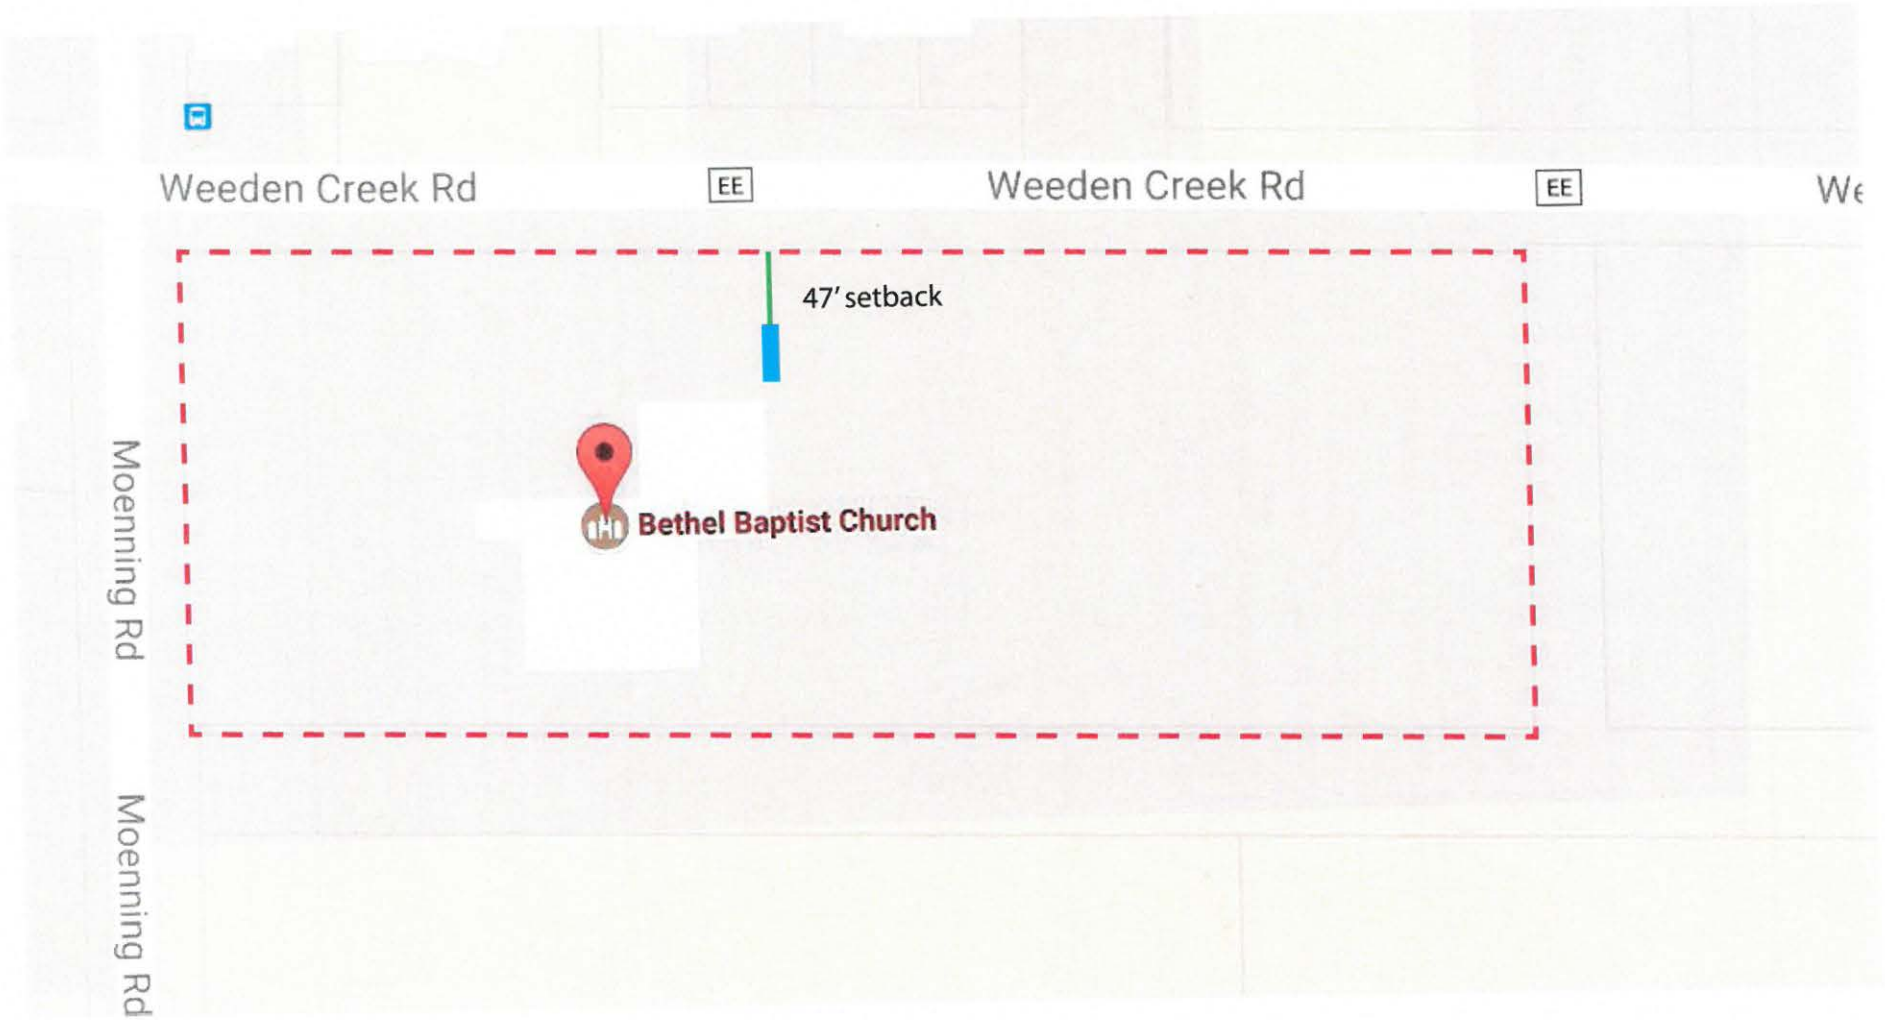 Weeden Creek Rd
EE
Weeden Creek Rd
EE
We
47' setback
Bethel Baptist Church
Moenning Rd
Moenning Rd